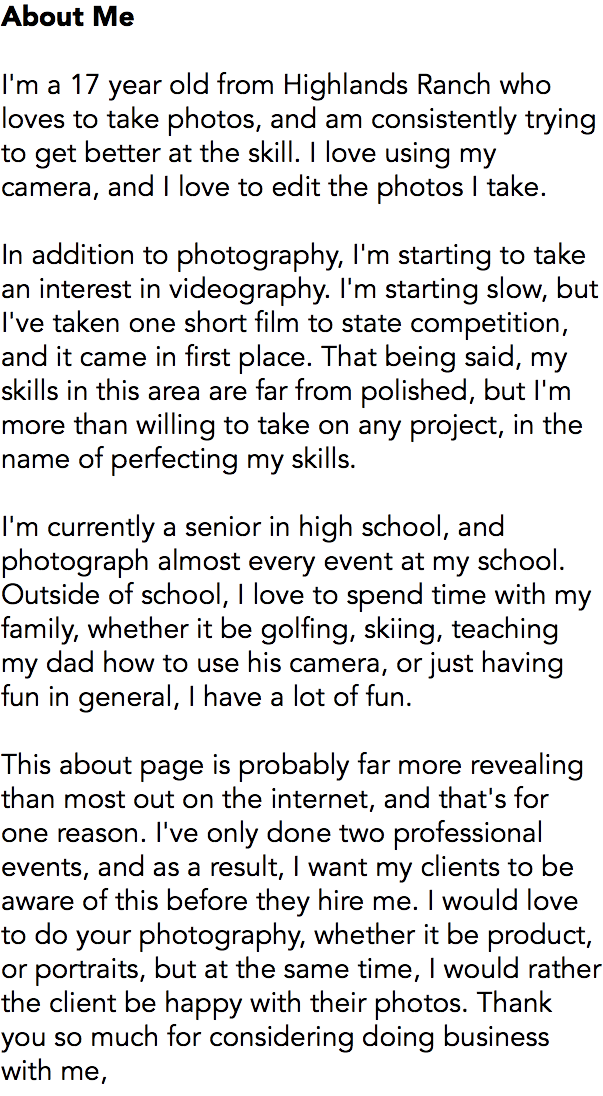 About Me
I'm a 17 year old from Highlands Ranch who
loves to take photos, and am consistently trying
to get better at the skill. I love using my
camera, and I love to edit the photos I take.
In addition to photography, I'm starting to take
an interest in videography. I'm starting slow, but
I've taken one short film to state competition,
and it came in first place. That being said, my
skills in this area are far from polished, but I'm
more than willing to take on any project, in the
name of perfecting my skills.
I'm currently a senior in high school, and
photograph almost every event at my school.
Outside of school, I love to spend time with my
family, whether it be golfing, skiing, teaching
my dad how to use his camera, or just having
fun in general, I have a lot of fun.
This about page is probably far more revealing
than most out on the internet, and that's for
one reason. I've only done two professional
events, and as a result, I want my clients to be
aware of this before they hire me. I would love
to do your photography, whether it be product,
or portraits, but at the same time, I would rather
the client be happy with their photos. Thank
you so much for considering doing business
with me,